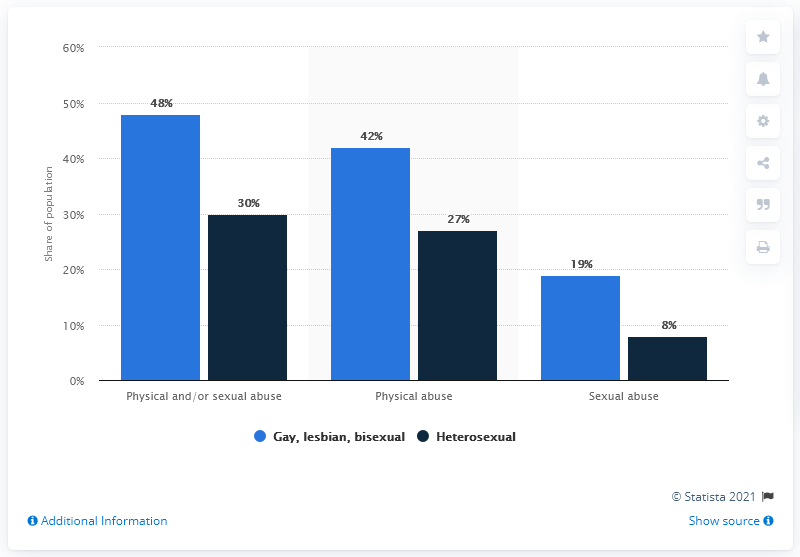 60%
50%
40%
30%
20%
10%
0%
Share of population
48%
30%
42%
27%
19%
8%
Physical and/or sexual abuse
Physical abuse
Sexual abuse
Gay, lesbian, bisexual
Heterosexual
© Statista 2021
Additional Information
Show source